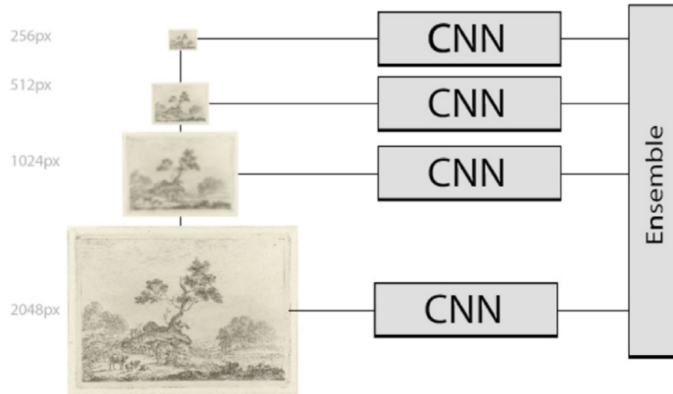 256px
CNN
512px
CNN
1024px
CNN
2048px
CNN
Ensemble